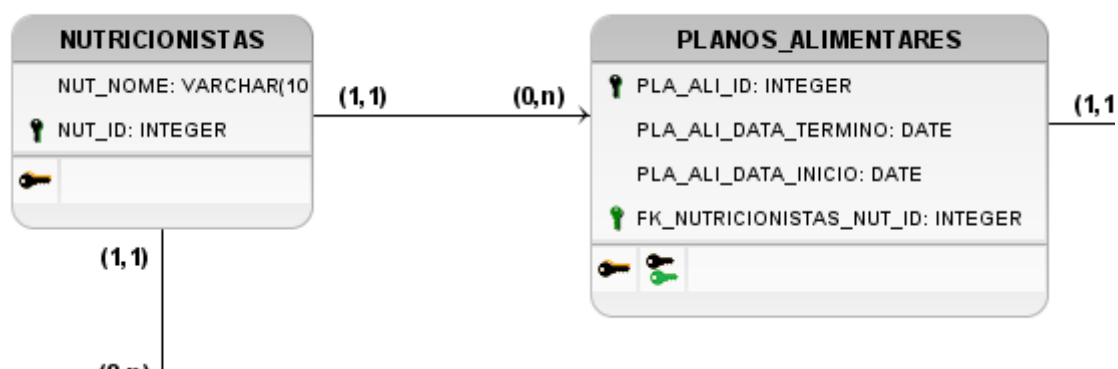 NUTRICIONISTAS
NUT_NOME: VARCHAR(10
NUT_ID: INTEGER
(1,1)
(0,n)
PLANOS_ALIMENTARES
PLA_ALI_ID: INTEGER
PLA_ALI_DATA_TERMINO: DATE
PLA_ALI_DATA_INICIO: DATE
FK_NUTRICIONISTAS_NUT_ID: INTEGER
(1,1
(1,1)